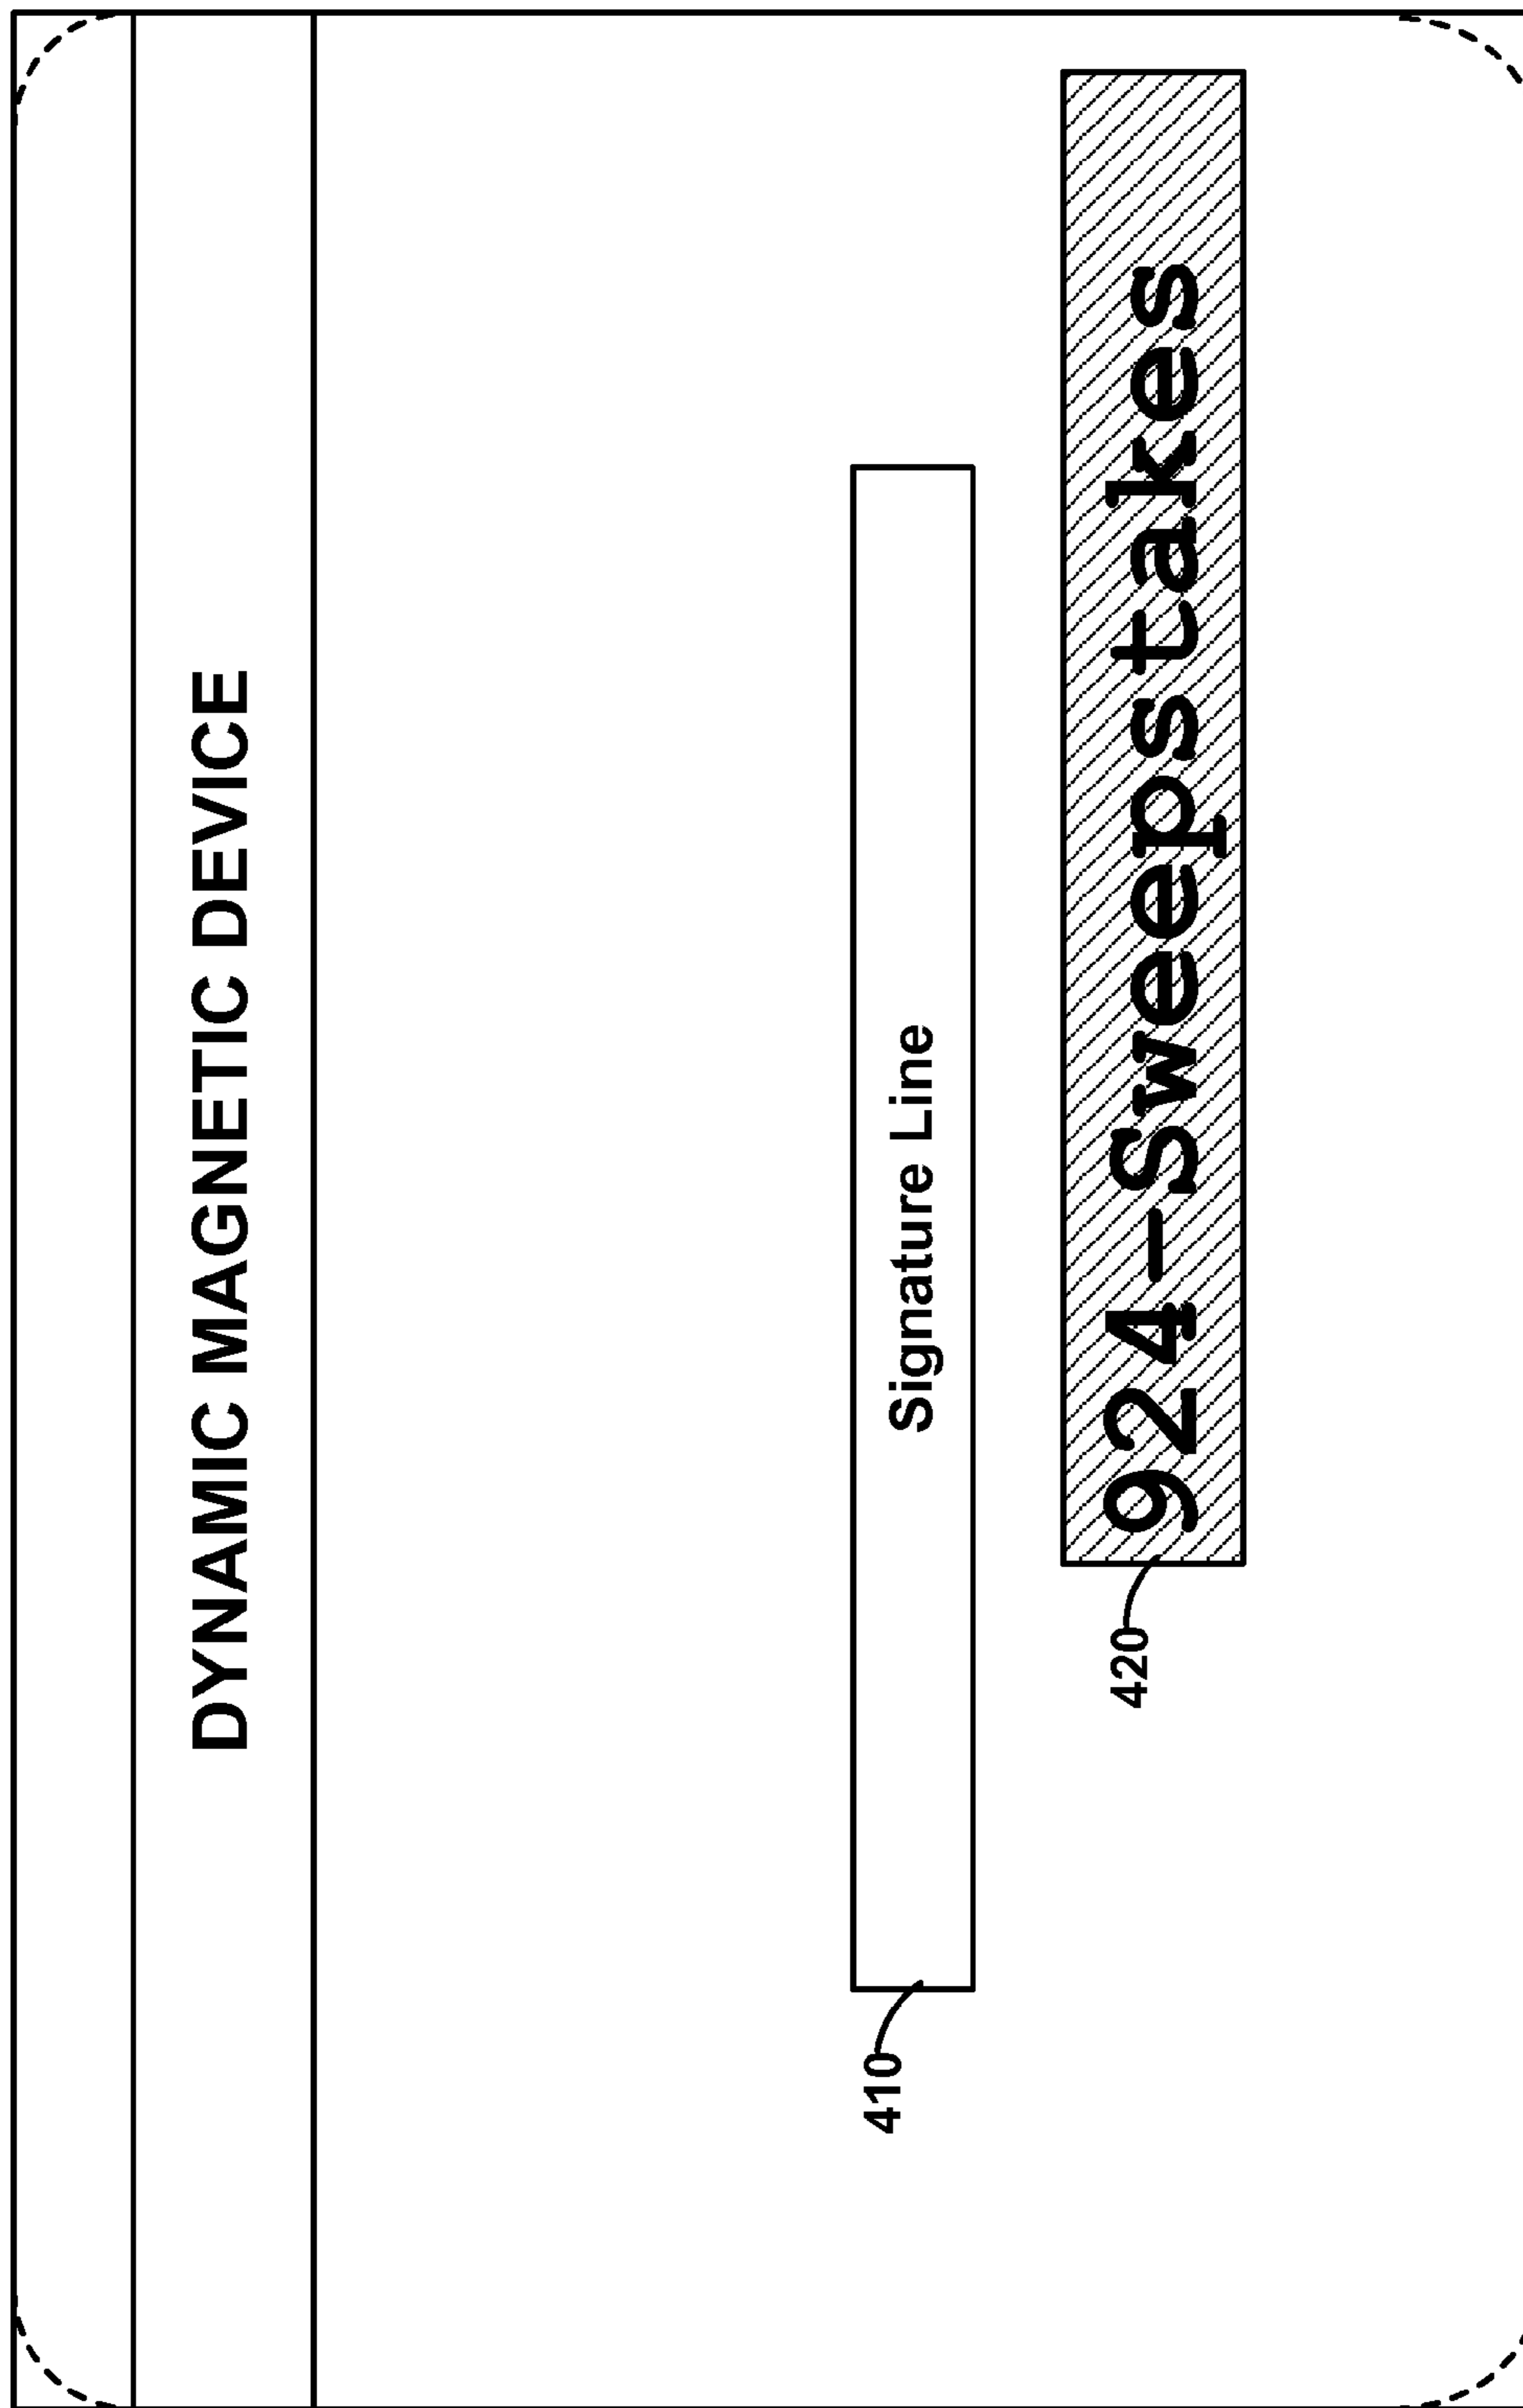 DYNAMIC MAGNETIC DEVICE
Signature Line
410
924-Sweepstakes
420